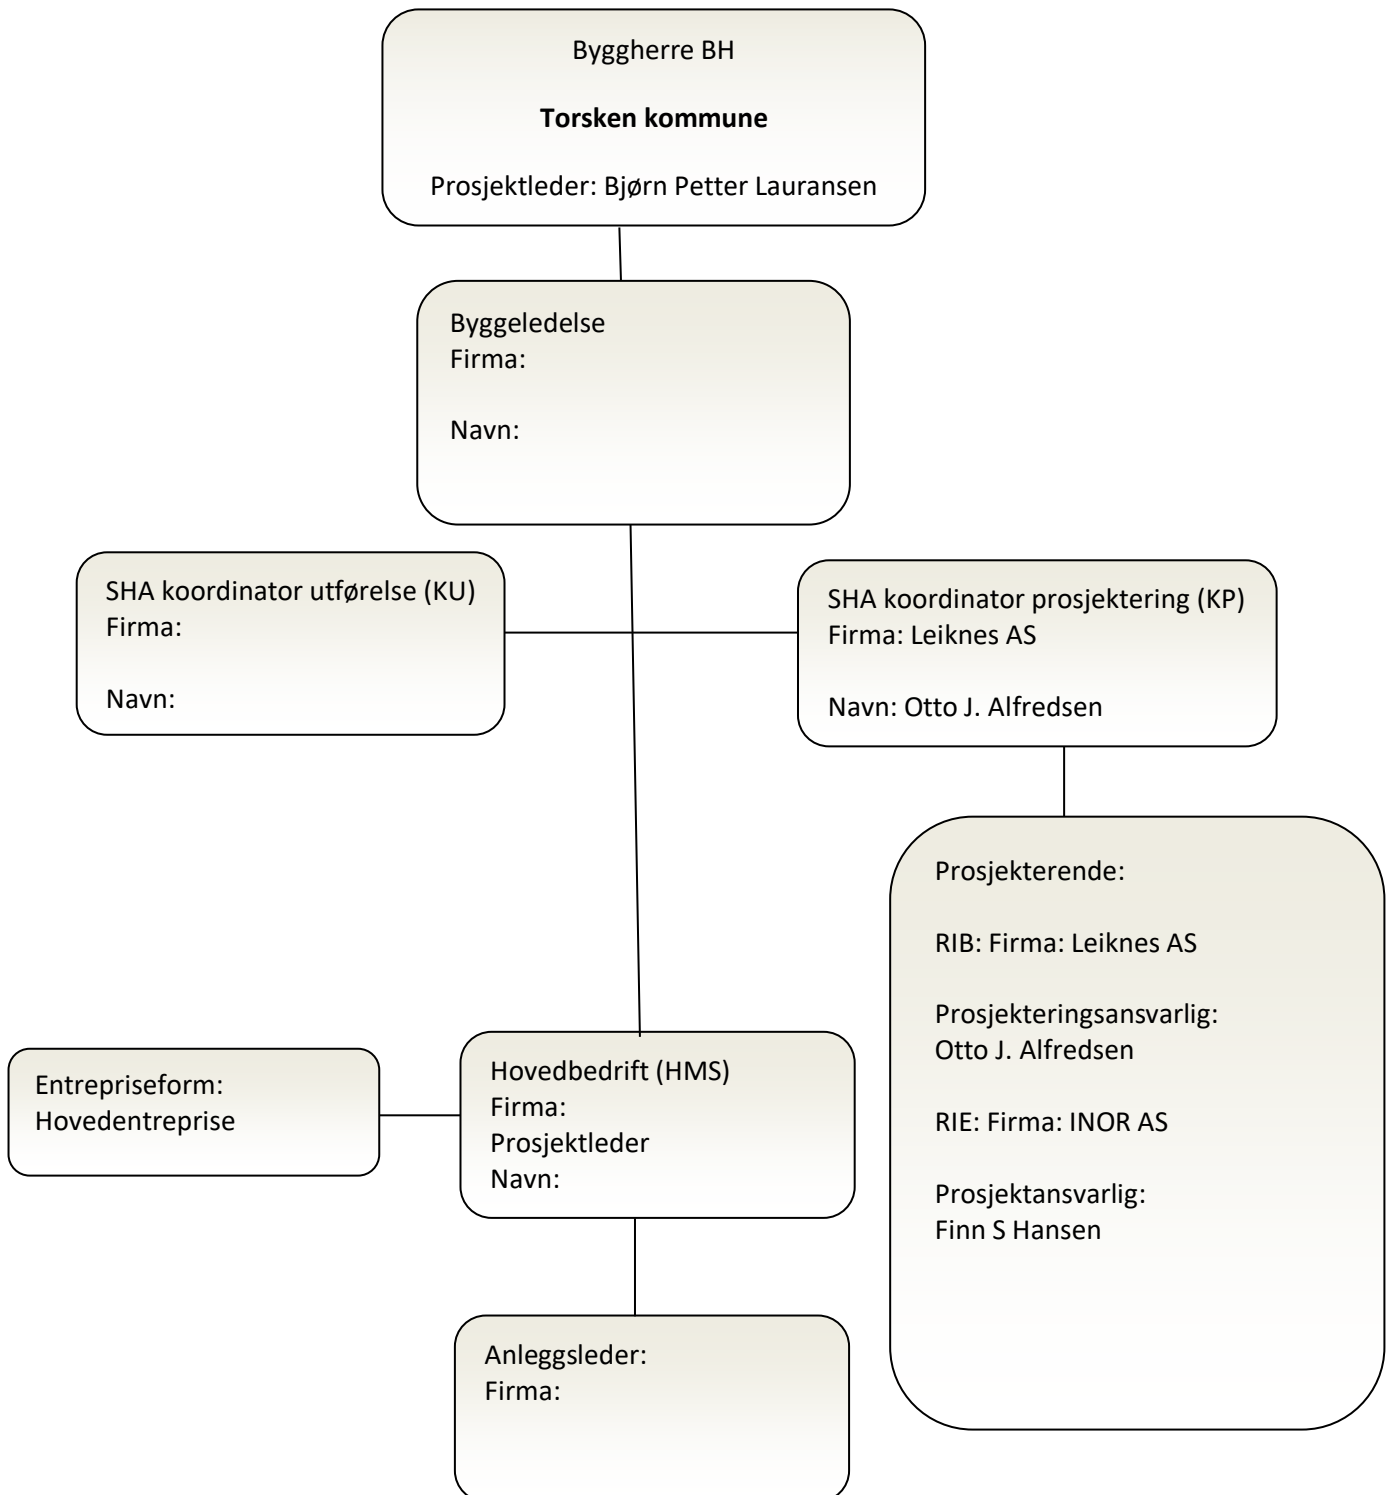 Byggherre BH
Torsken kommune
Prosjektleder: Bjørn Petter Lauransen
Byggeledelse
Firma:
Navn:
SHA koordinator utførelse (KU)
Firma:
Navn:
SHA koordinator prosjektering (KP)
Firma: Leiknes AS
Navn: Otto J. Alfredsen
Prosjekterende:
RIB: Firma: Leiknes AS
Prosjekteringsansvarlig:
Otto J. Alfredsen
RIE: Firma: INOR AS
Prosjektansvarlig:
Finn S Hansen
Entrepriseform:
Hovedentreprise
Hovedbedrift (HMS)
Firma:
Prosjektleder
Navn:
Anleggsleder:
Firma: